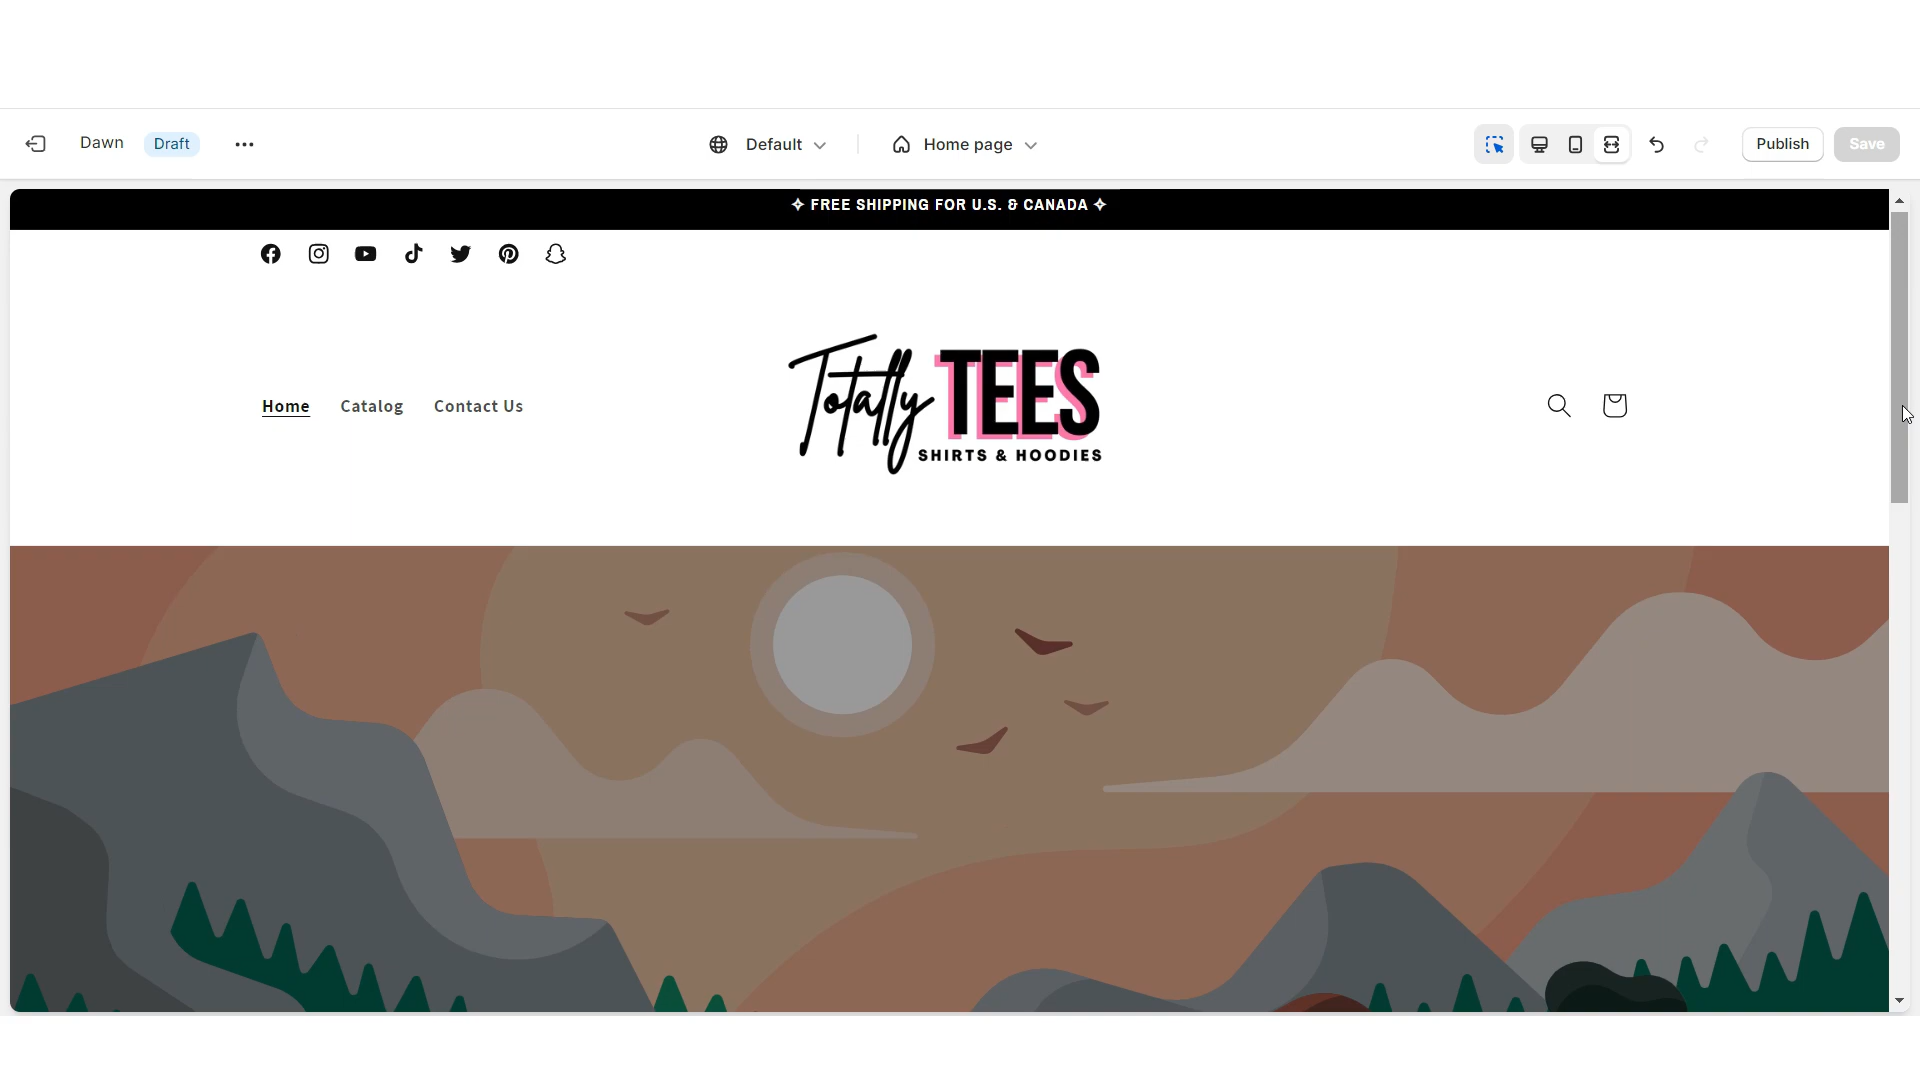 Dawn Draft Default Home page Publish Save
✧ FREE SHIPPING FOR U.S. & CANADA ✧
Home Catalog Contact Us
Totally TEES
SHIRTS & HOODIES